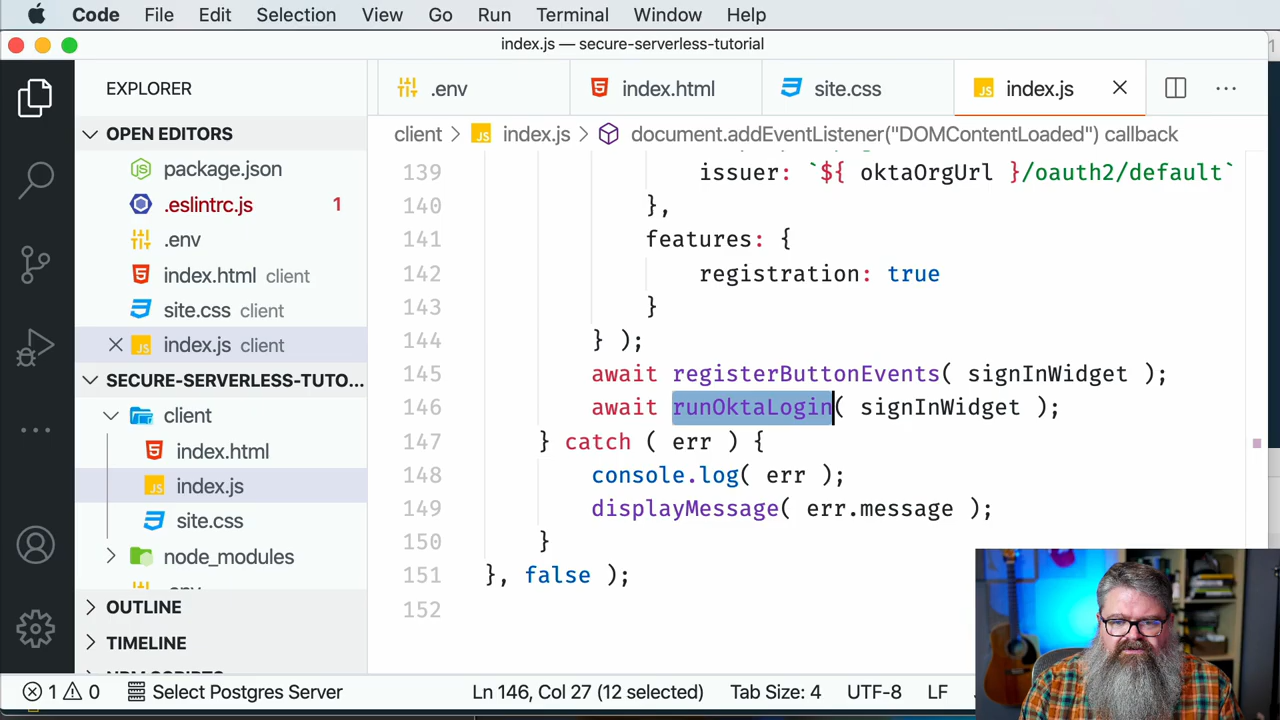 Code File Edit Selection View Go Run Terminal Window Help
index.js — secure-serverless-tutorial
EXPLORER
OPEN EDITORS
package.json
.eslintrc.js 1
.env
index.html client
site.css client
index.js client
SECURE-SERVERLESS-TUTO...
client
index.html
index.js
site.css
node_modules
OUTLINE
TIMELINE
.env index.html site.css index.js
client > index.js > document.addEventListener("DOMContentLoaded") callback
139 issuer: `${ oktaOrgUrl }/oauth2/default`
140 },
141 features: {
142 registration: true
143 }
144 } );
145 await registerButtonEvents( signInWidget );
146 await runOktaLogin( signInWidget );
147 } catch ( err ) {
148 console.log( err );
149 displayMessage( err.message );
150 }
151 }, false );
152
1 0 Select Postgres Server Ln 146, Col 27 (12 selected) Tab Size: 4 UTF-8 LF